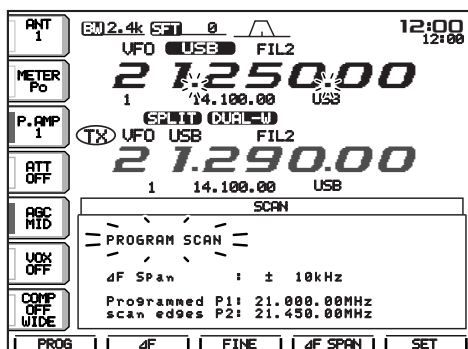 ANT 1
BW 2.4k SFT 0
12:00
12:00
VFO USB FIL2
METER Po
21.250.00
1 14.100.00 USB
P.AMP 1
SPLIT DUAL-W
TX VFO USB FIL2
ATT OFF
21.290.00
1 14.100.00 USB
AGC MID
SCAN
PROGRAM SCAN
VOX OFF
⊿F Span : ± 10kHz
COMP OFF WIDE
Programmed P1: 21.000.00MHz
scan edges P2: 21.450.00MHz
PROG ⊿F FINE ⊿F SPAN SET